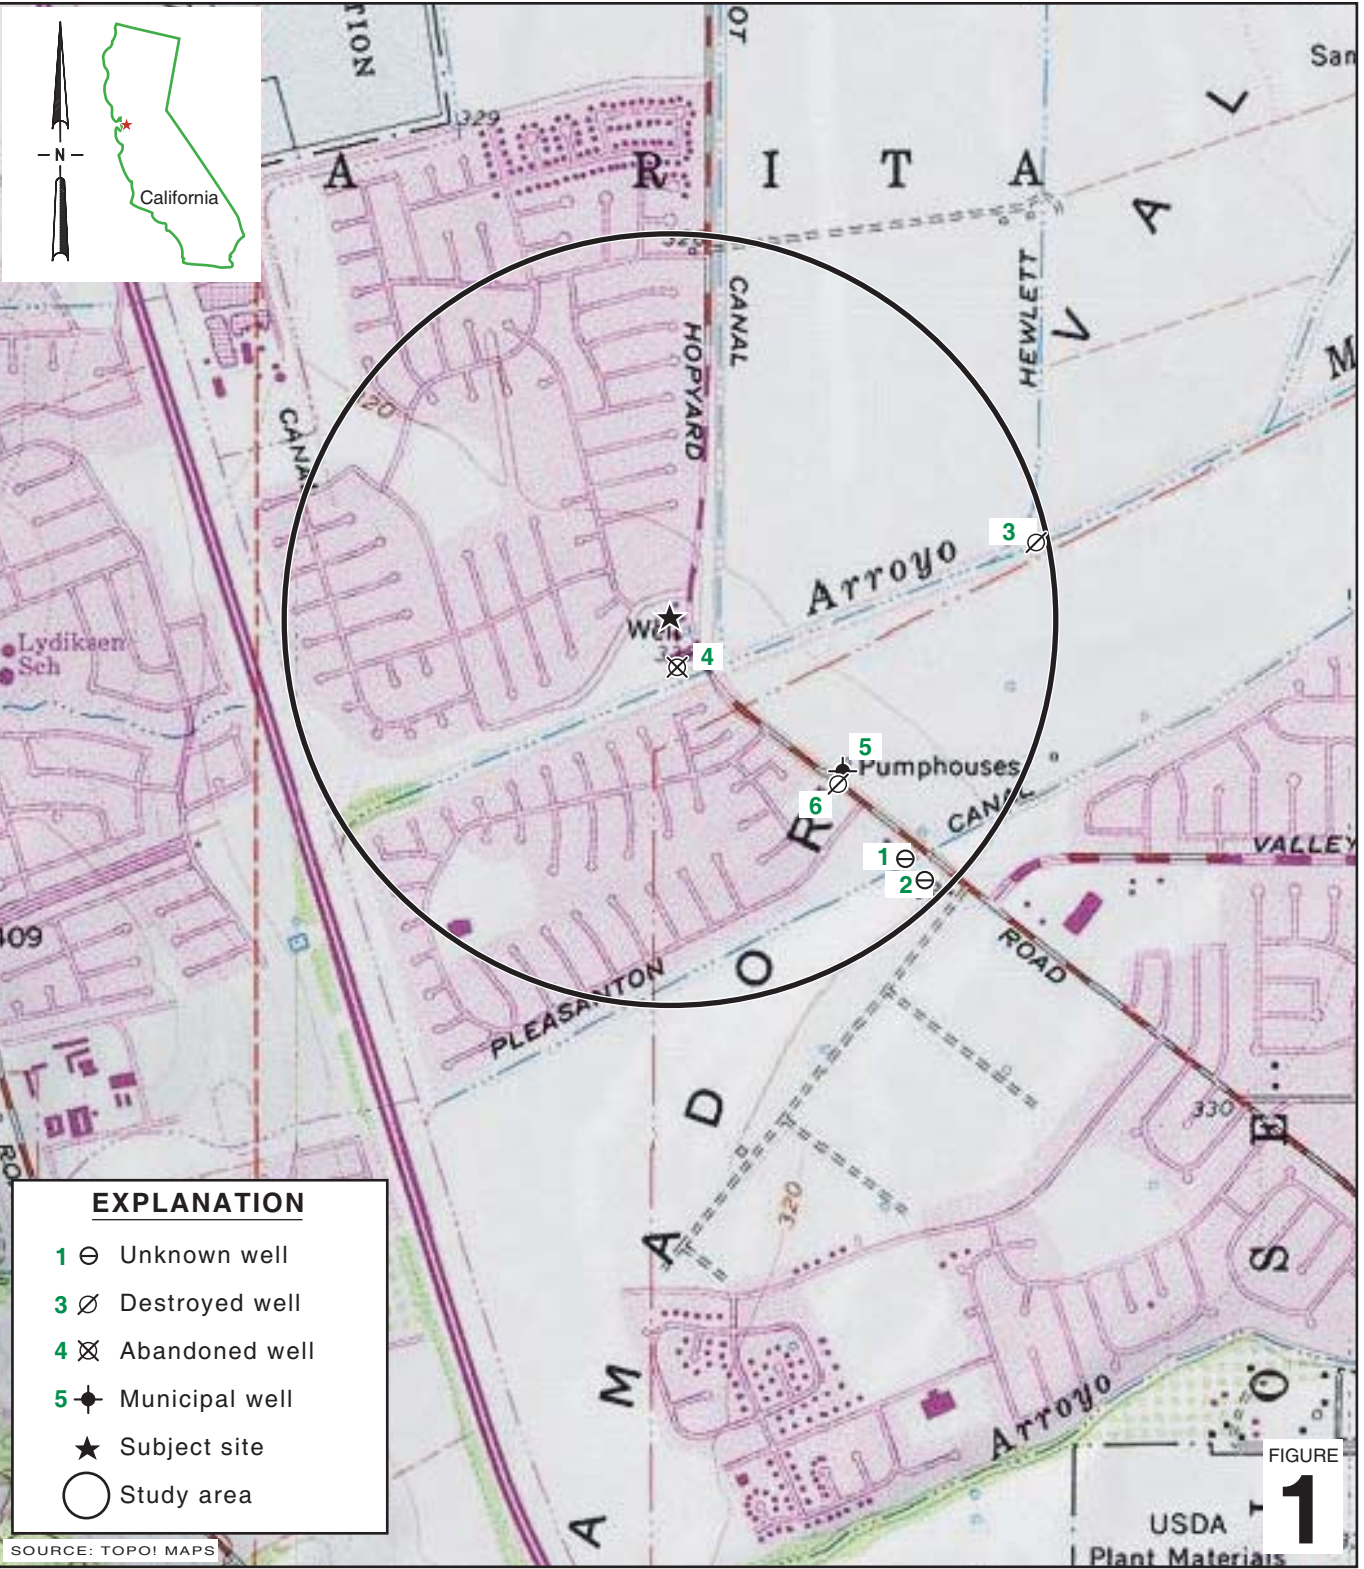 N
California
TION
OT
San
329
A R I T A
L
A
V
329
CANAL
HOPYARD
HEWLETT
M
CANAL
3
Arroyo
Lydiksen
Sch
4
5
Pumphouses
6
R
CANAL
VALLEY
1
2
409
O
ROAD
PLEASANTON
D
330
E
320
A
S
M
O
Arroyo
A
USDA
Plant Materials
EXPLANATION
1 Unknown well
3 Destroyed well
4 Abandoned well
5 Municipal well
Subject site
Study area
SOURCE: TOPO! MAPS
FIGURE
1